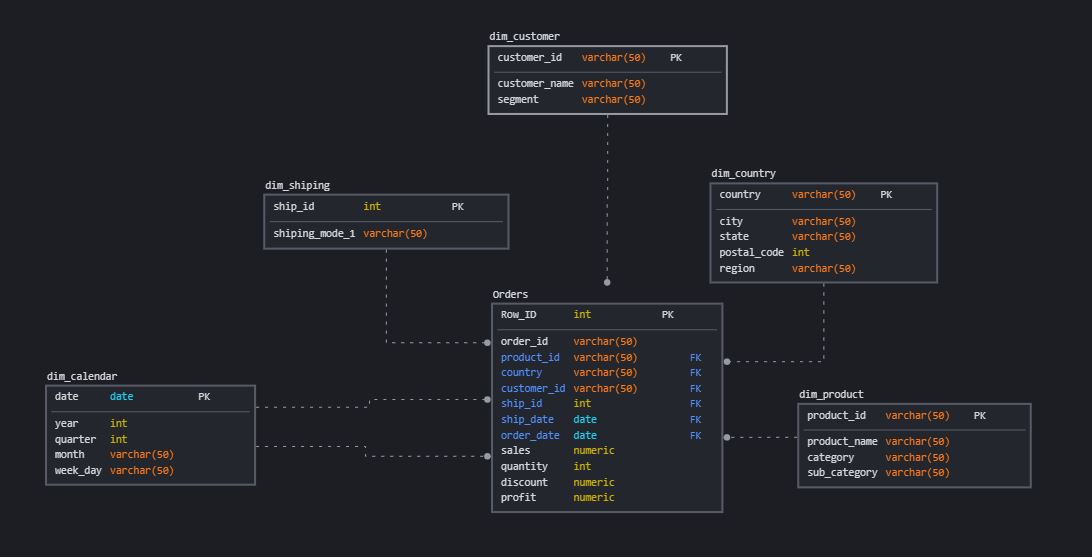 dim_customer
customer_id varchar(50) PK
customer_name varchar(50)
segment varchar(50)
dim_shiping
ship_id int PK
shiping_mode_1 varchar(50)
dim_country
country varchar(50) PK
city varchar(50)
state varchar(50)
postal_code int
region varchar(50)
Orders
Row_ID int PK
order_id varchar(50)
product_id varchar(50) FK
country varchar(50) FK
customer_id varchar(50) FK
ship_id int FK
ship_date date FK
order_date date FK
sales numeric
quantity int
discount numeric
profit numeric
dim_calendar
date date PK
year int
quarter int
month varchar(50)
week_day varchar(50)
dim_product
product_id varchar(50) PK
product_name varchar(50)
category varchar(50)
sub_category varchar(50)